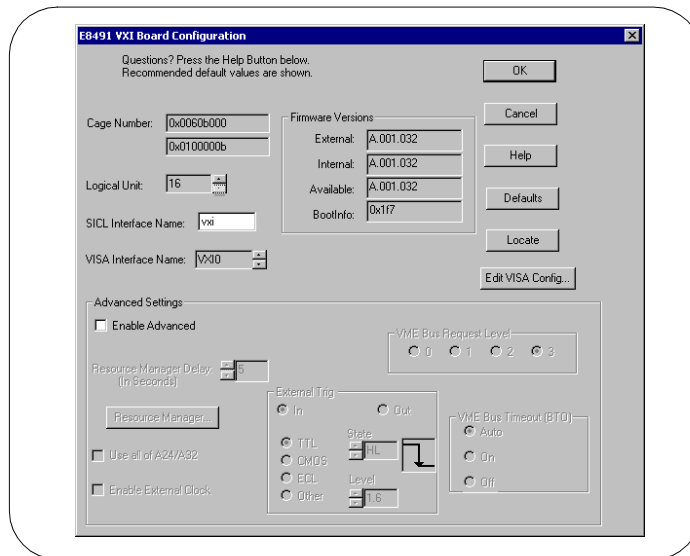 E8491 VXI Board Configuration
Questions? Press the Help Button below.
Recommended default values are shown.
OK
Cage Number: 0x0060b000
0x0100000b
Firmware Versions
External: A.001.032
Internal: A.001.032
Available: A.001.032
BootInfo: 0x1f7
Cancel
Help
Logical Unit: 16
Defaults
SICL Interface Name: vxi
Locate
VISA Interface Name: VXI0
Edit VISA Config...
Advanced Settings
Enable Advanced
VME Bus Request Level
0 1 2 3
Resource Manager Delay 5
(In Seconds)
Resource Manager...
Use all of A24/A32
Enable External Clock
External Trig
In Out
TTL
CMOS
ECL
Other
State
HL
Level
1.6
VME Bus Timeout (BTO)
Auto
On
Off